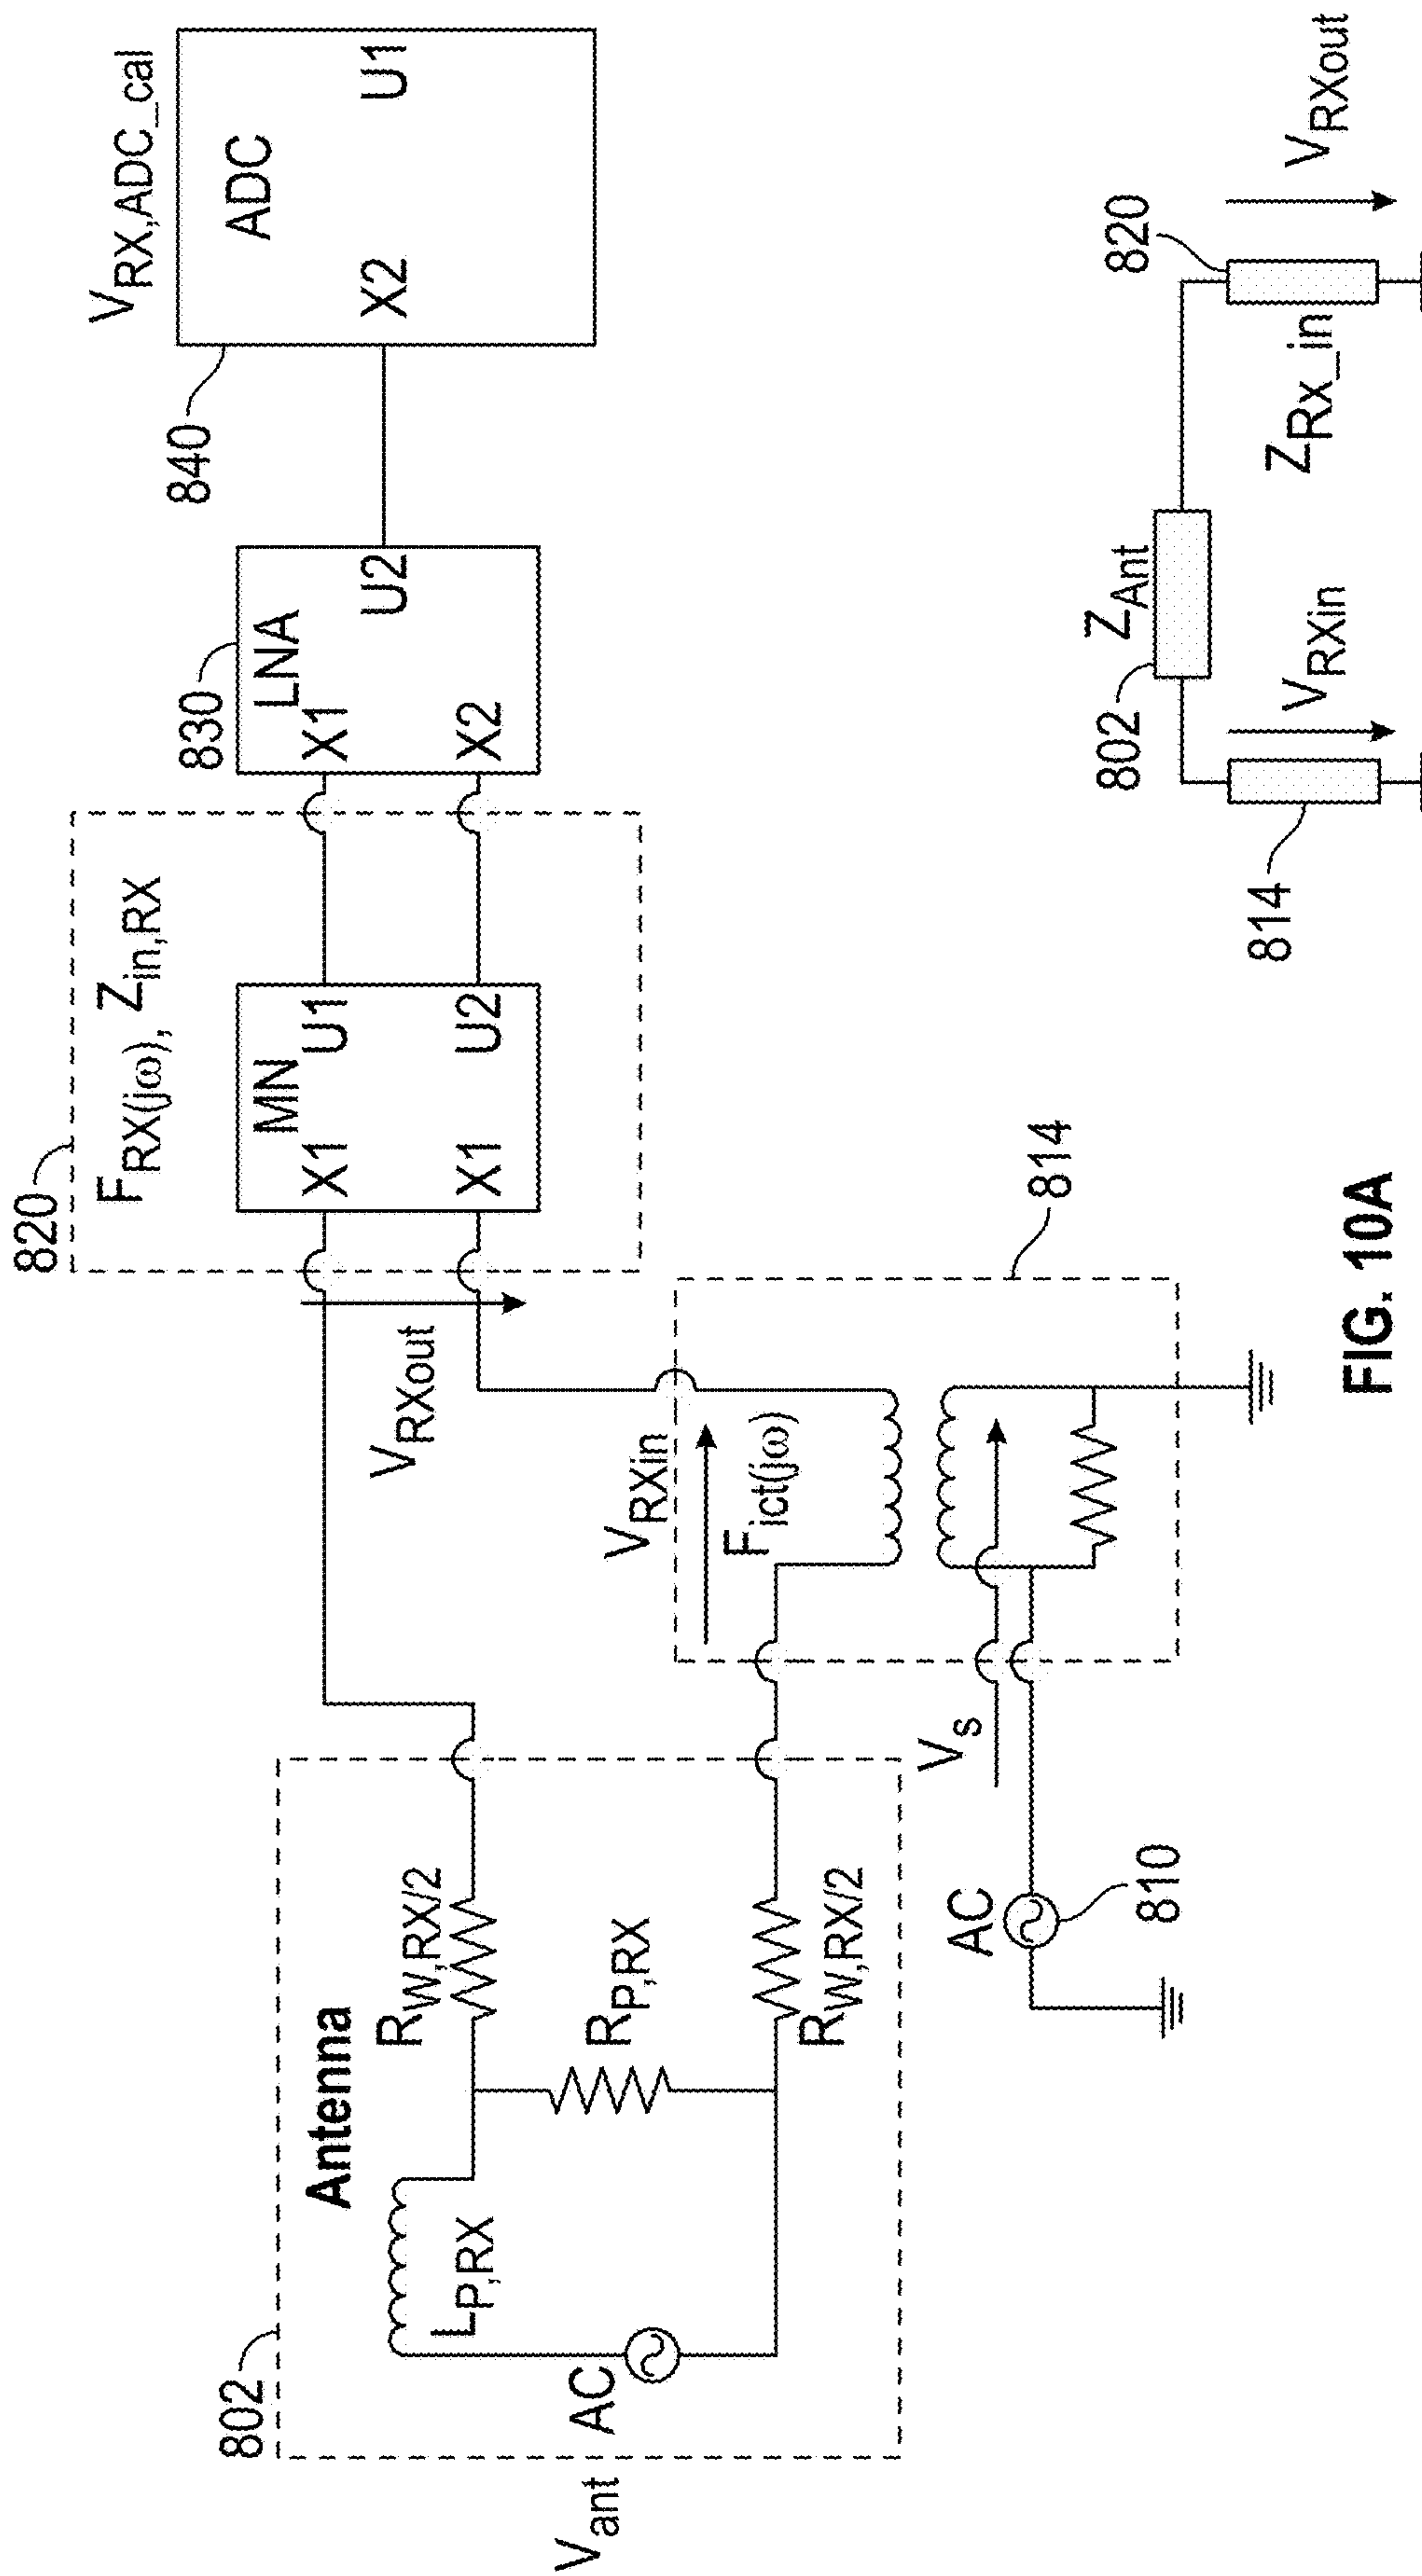 802
V_ant
Antenna
L_P,RX
AC
R_W,RX/2
R_P,RX
R_W,RX/2
AC
810
V_s
V_RXin
F_ict(jω)
814
V_RXout
820
F_RX(jω), Z_in,RX
MN
X1 U1
X1 U2
830
LNA
X1
U2
X2
840
V_RX,ADC_cal
ADC
X2 U1
814
V_RXin
802
Z_Ant
Z_Rx_in
820
V_RXout
FIG. 10A